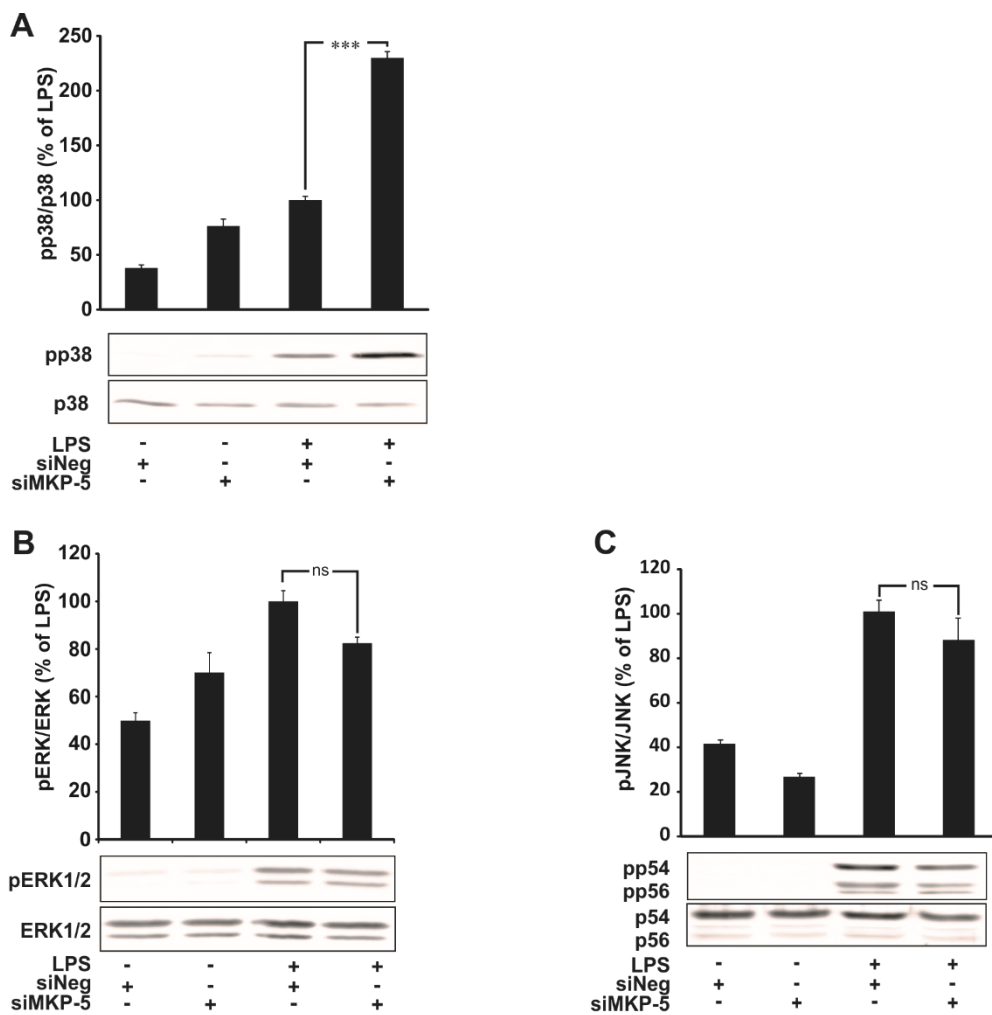 A
250
200
150
100
50
0
pp38/p38 (% of LPS)
***
pp38
p38
LPS - - + +
siNeg + - + -
siMKP-5 - + - +
B
120
100
80
60
40
20
0
pERK/ERK (% of LPS)
ns
pERK1/2
ERK1/2
LPS - - + +
siNeg + - + -
siMKP-5 - + - +
C
120
100
80
60
40
20
0
pJNK/JNK (% of LPS)
ns
pp54
pp56
p54
p56
LPS - - + +
siNeg + - + -
siMKP-5 - + - +